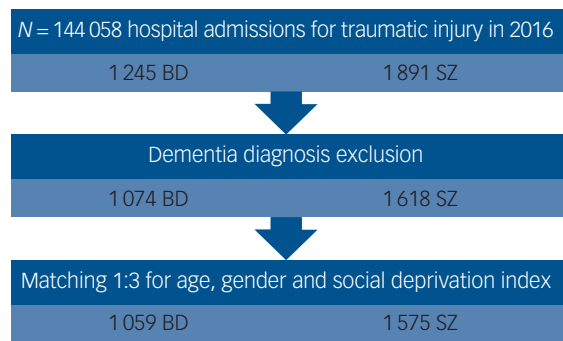 N = 144 058 hospital admissions for traumatic injury in 2016
1 245 BD 1 891 SZ
Dementia diagnosis exclusion
1 074 BD 1 618 SZ
Matching 1:3 for age, gender and social deprivation index
1 059 BD 1 575 SZ